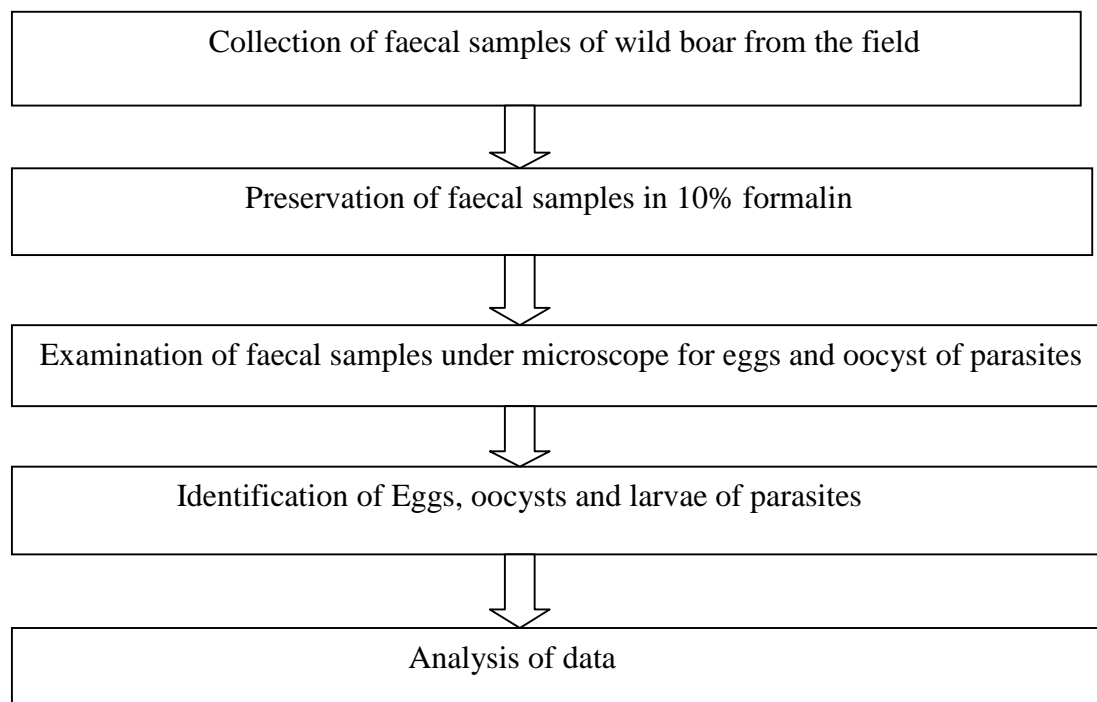 Collection of faecal samples of wild boar from the field
Preservation of faecal samples in 10% formalin
Examination of faecal samples under microscope for eggs and oocyst of parasites
Identification of Eggs, oocysts and larvae of parasites
Analysis of data